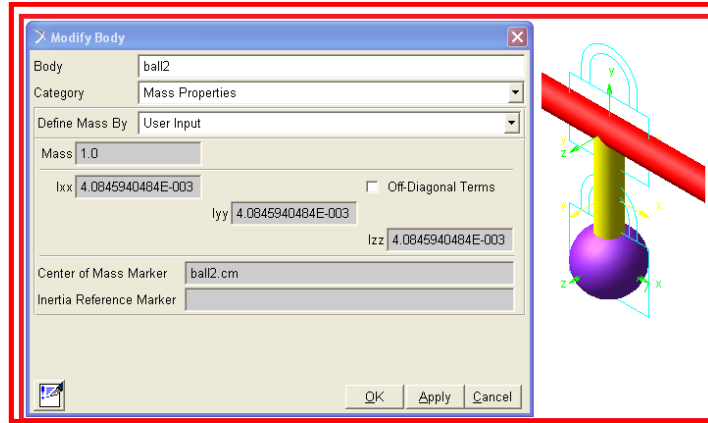 Modify Body
Body ball2
Category Mass Properties
Define Mass By User Input
Mass 1.0
Ixx 4.0845940484E-003 Off-Diagonal Terms
Iyy 4.0845940484E-003
Izz 4.0845940484E-003
Center of Mass Marker ball2.cm
Inertia Reference Marker
OK Apply Cancel
y
y
z
y x
z x